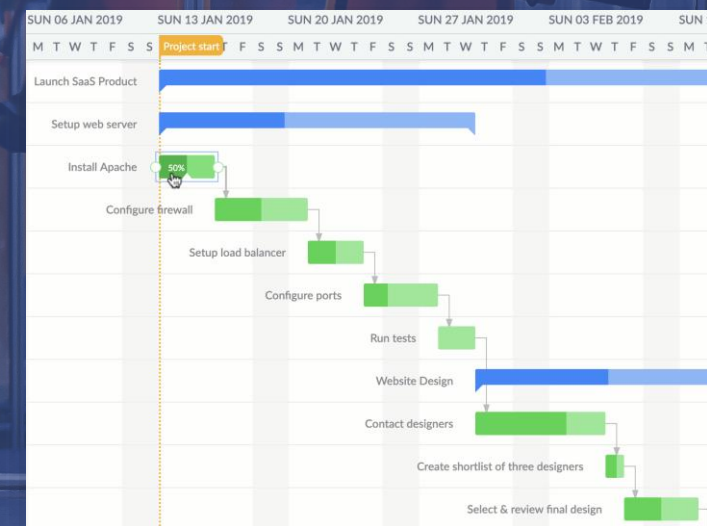 SUN 06 JAN 2019 SUN 13 JAN 2019 SUN 20 JAN 2019 SUN 27 JAN 2019 SUN 03 FEB 2019 SUN
M T W T F S S Project start F S S M T W T F S S M T W T F S S M T W T F S S M T
Launch SaaS Product
Setup web server
Install Apache 50%
Configure firewall
Setup load balancer
Configure ports
Run tests
Website Design
Contact designers
Create shortlist of three designers
Select & review final design